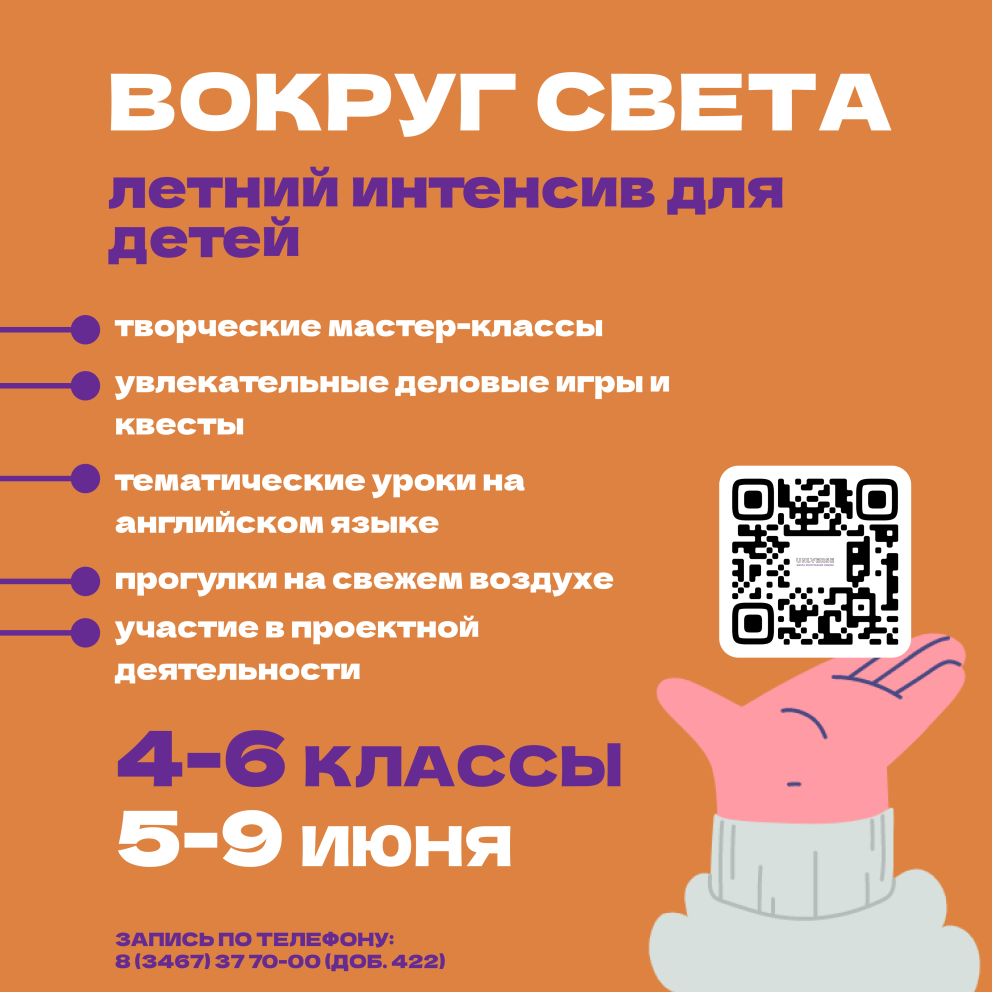 ВОКРУГ СВЕТА
летний интенсив для
детей
творческие мастер-классы
увлекательные деловые игры и
квесты
тематические уроки на
английском языке
прогулки на свежем воздухе
участие в проектной
деятельности
4-6 КЛАССЫ
5-9 ИЮНЯ
ЗАПИСЬ ПО ТЕЛЕФОНУ:
8 (3467) 37 70-00 (ДОБ. 422)